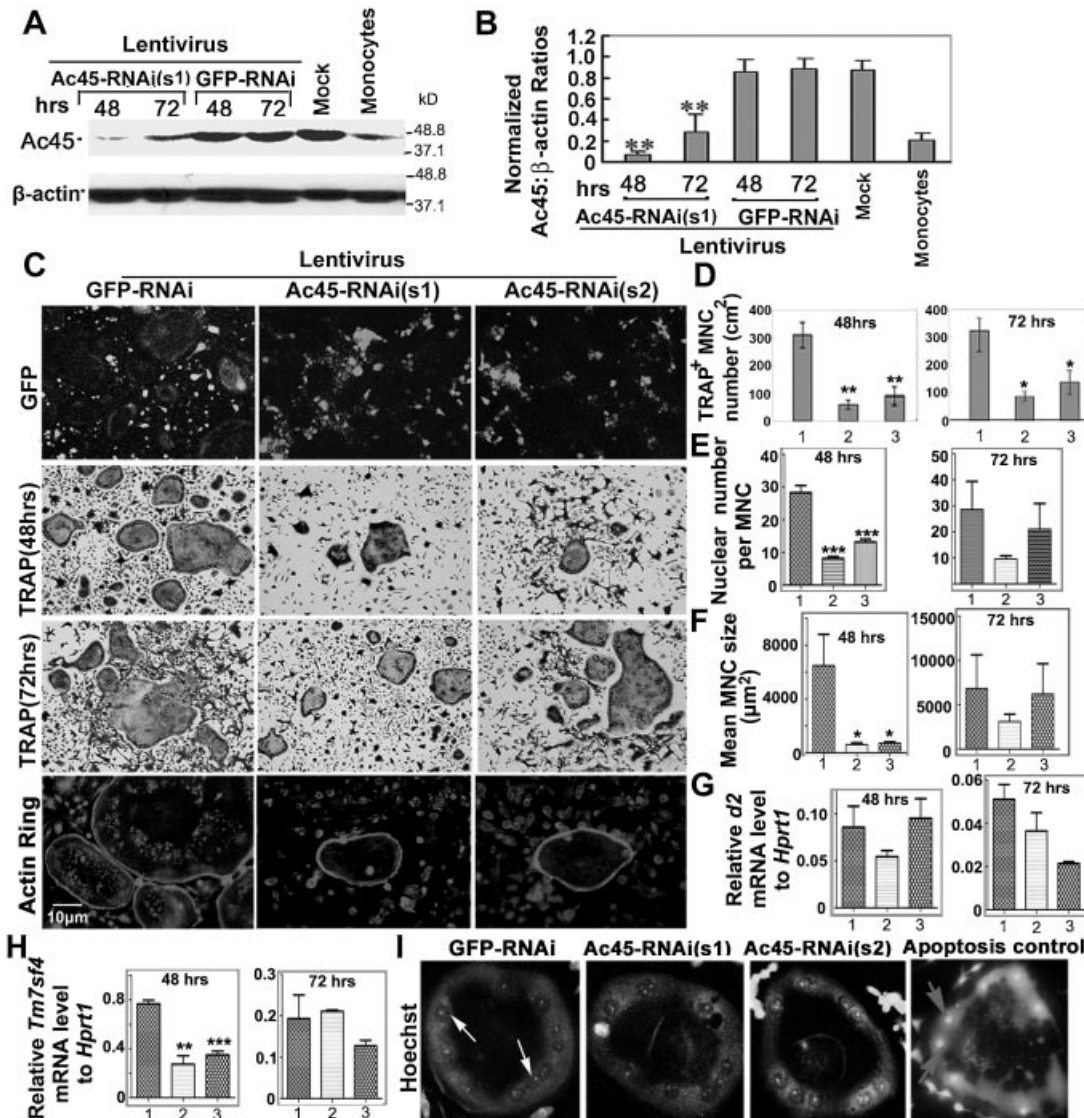 A
Lentivirus
Ac45-RNAi(s1) GFP-RNAi Mock Monocytes
hrs 48 72 48 72 kD
Ac45- -48.8
-37.1
β-actin- -48.8
-37.1
B
Normalized
Ac45:β-actin Ratios
1.2
1.0
0.8
0.6
0.4
0.2
0
** **
hrs 48 72 48 72
Ac45-RNAi(s1) GFP-RNAi Mock Monocytes
Lentivirus
C
Lentivirus
GFP-RNAi Ac45-RNAi(s1) Ac45-RNAi(s2)
GFP
TRAP(48hrs)
TRAP(72hrs)
Actin Ring
10μm
D
TRAP+ MNC
number (cm2)
48hrs
400
300
200
100
0
** **
1 2 3
72 hrs
400
300
200
100
0
* *
1 2 3
E
Nuclear number
per MNC
48 hrs
40
30
20
10
0
*** ***
1 2 3
72 hrs
50
40
30
20
10
1 2 3
F
Mean MNC size
(μm2)
48 hrs
8000
4000
0
* *
1 2 3
72 hrs
15000
10000
5000
0
1 2 3
G
Relative d2
mRNA level
to Hprt1
48 hrs
0.10
0.05
0.0
1 2 3
72 hrs
0.06
0.04
0.02
0
1 2 3
H
Relative Tm7sf4
mRNA level
to Hprt1
48 hrs
0.8
0.4
0.0
** ***
1 2 3
72 hrs
0.3
0.2
0.1
0
1 2 3
I
GFP-RNAi Ac45-RNAi(s1) Ac45-RNAi(s2) Apoptosis control
Hoechst